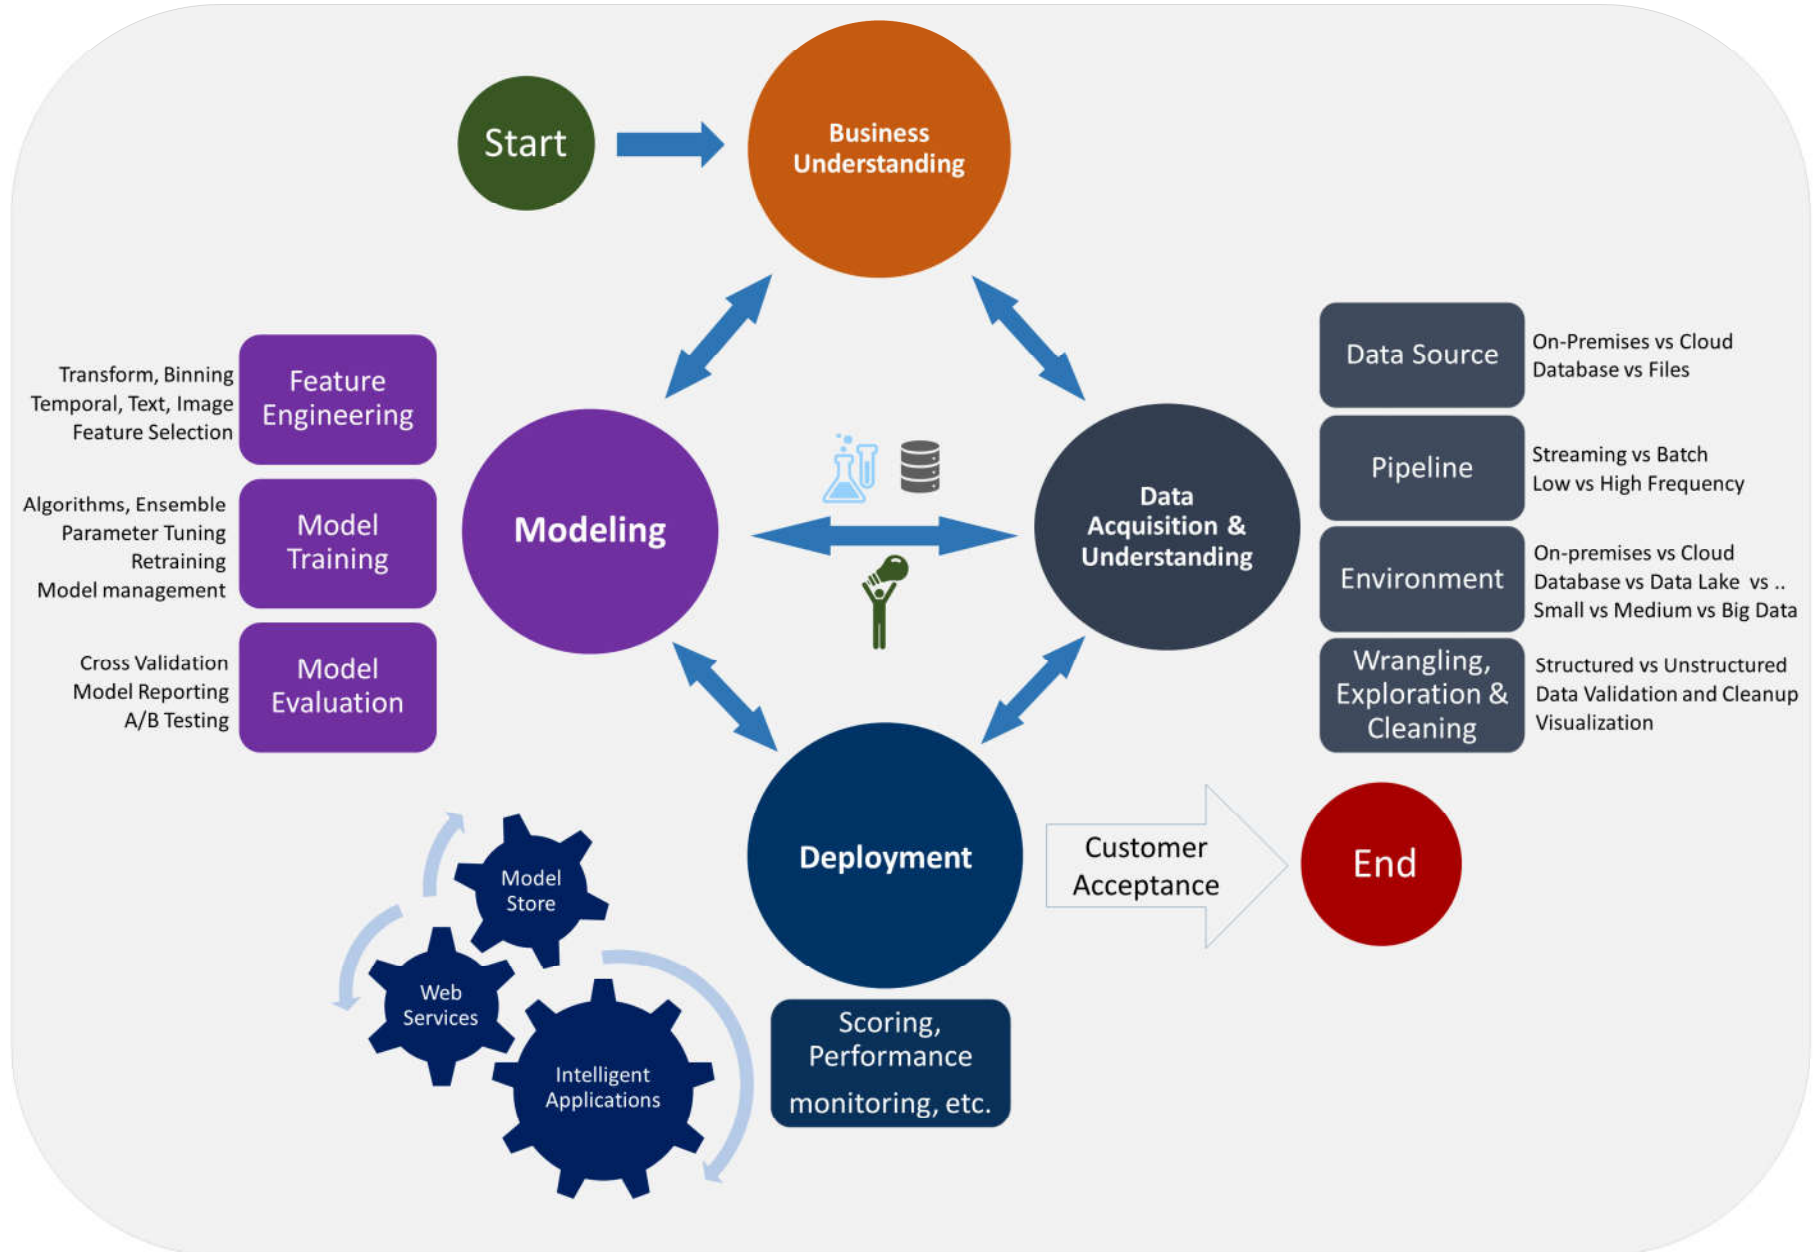 Start
Business
Understanding
Feature
Engineering
Transform, Binning
Temporal, Text, Image
Feature Selection
Model
Training
Algorithms, Ensemble
Parameter Tuning
Retraining
Model management
Model
Evaluation
Cross Validation
Model Reporting
A/B Testing
Modeling
Data
Acquisition &
Understanding
Data Source
On-Premises vs Cloud
Database vs Files
Pipeline
Streaming vs Batch
Low vs High Frequency
Environment
On-premises vs Cloud
Database vs Data Lake vs ..
Small vs Medium vs Big Data
Wrangling,
Exploration &
Cleaning
Structured vs Unstructured
Data Validation and Cleanup
Visualization
Deployment
Customer
Acceptance
End
Model
Store
Web
Services
Intelligent
Applications
Scoring,
Performance
monitoring, etc.